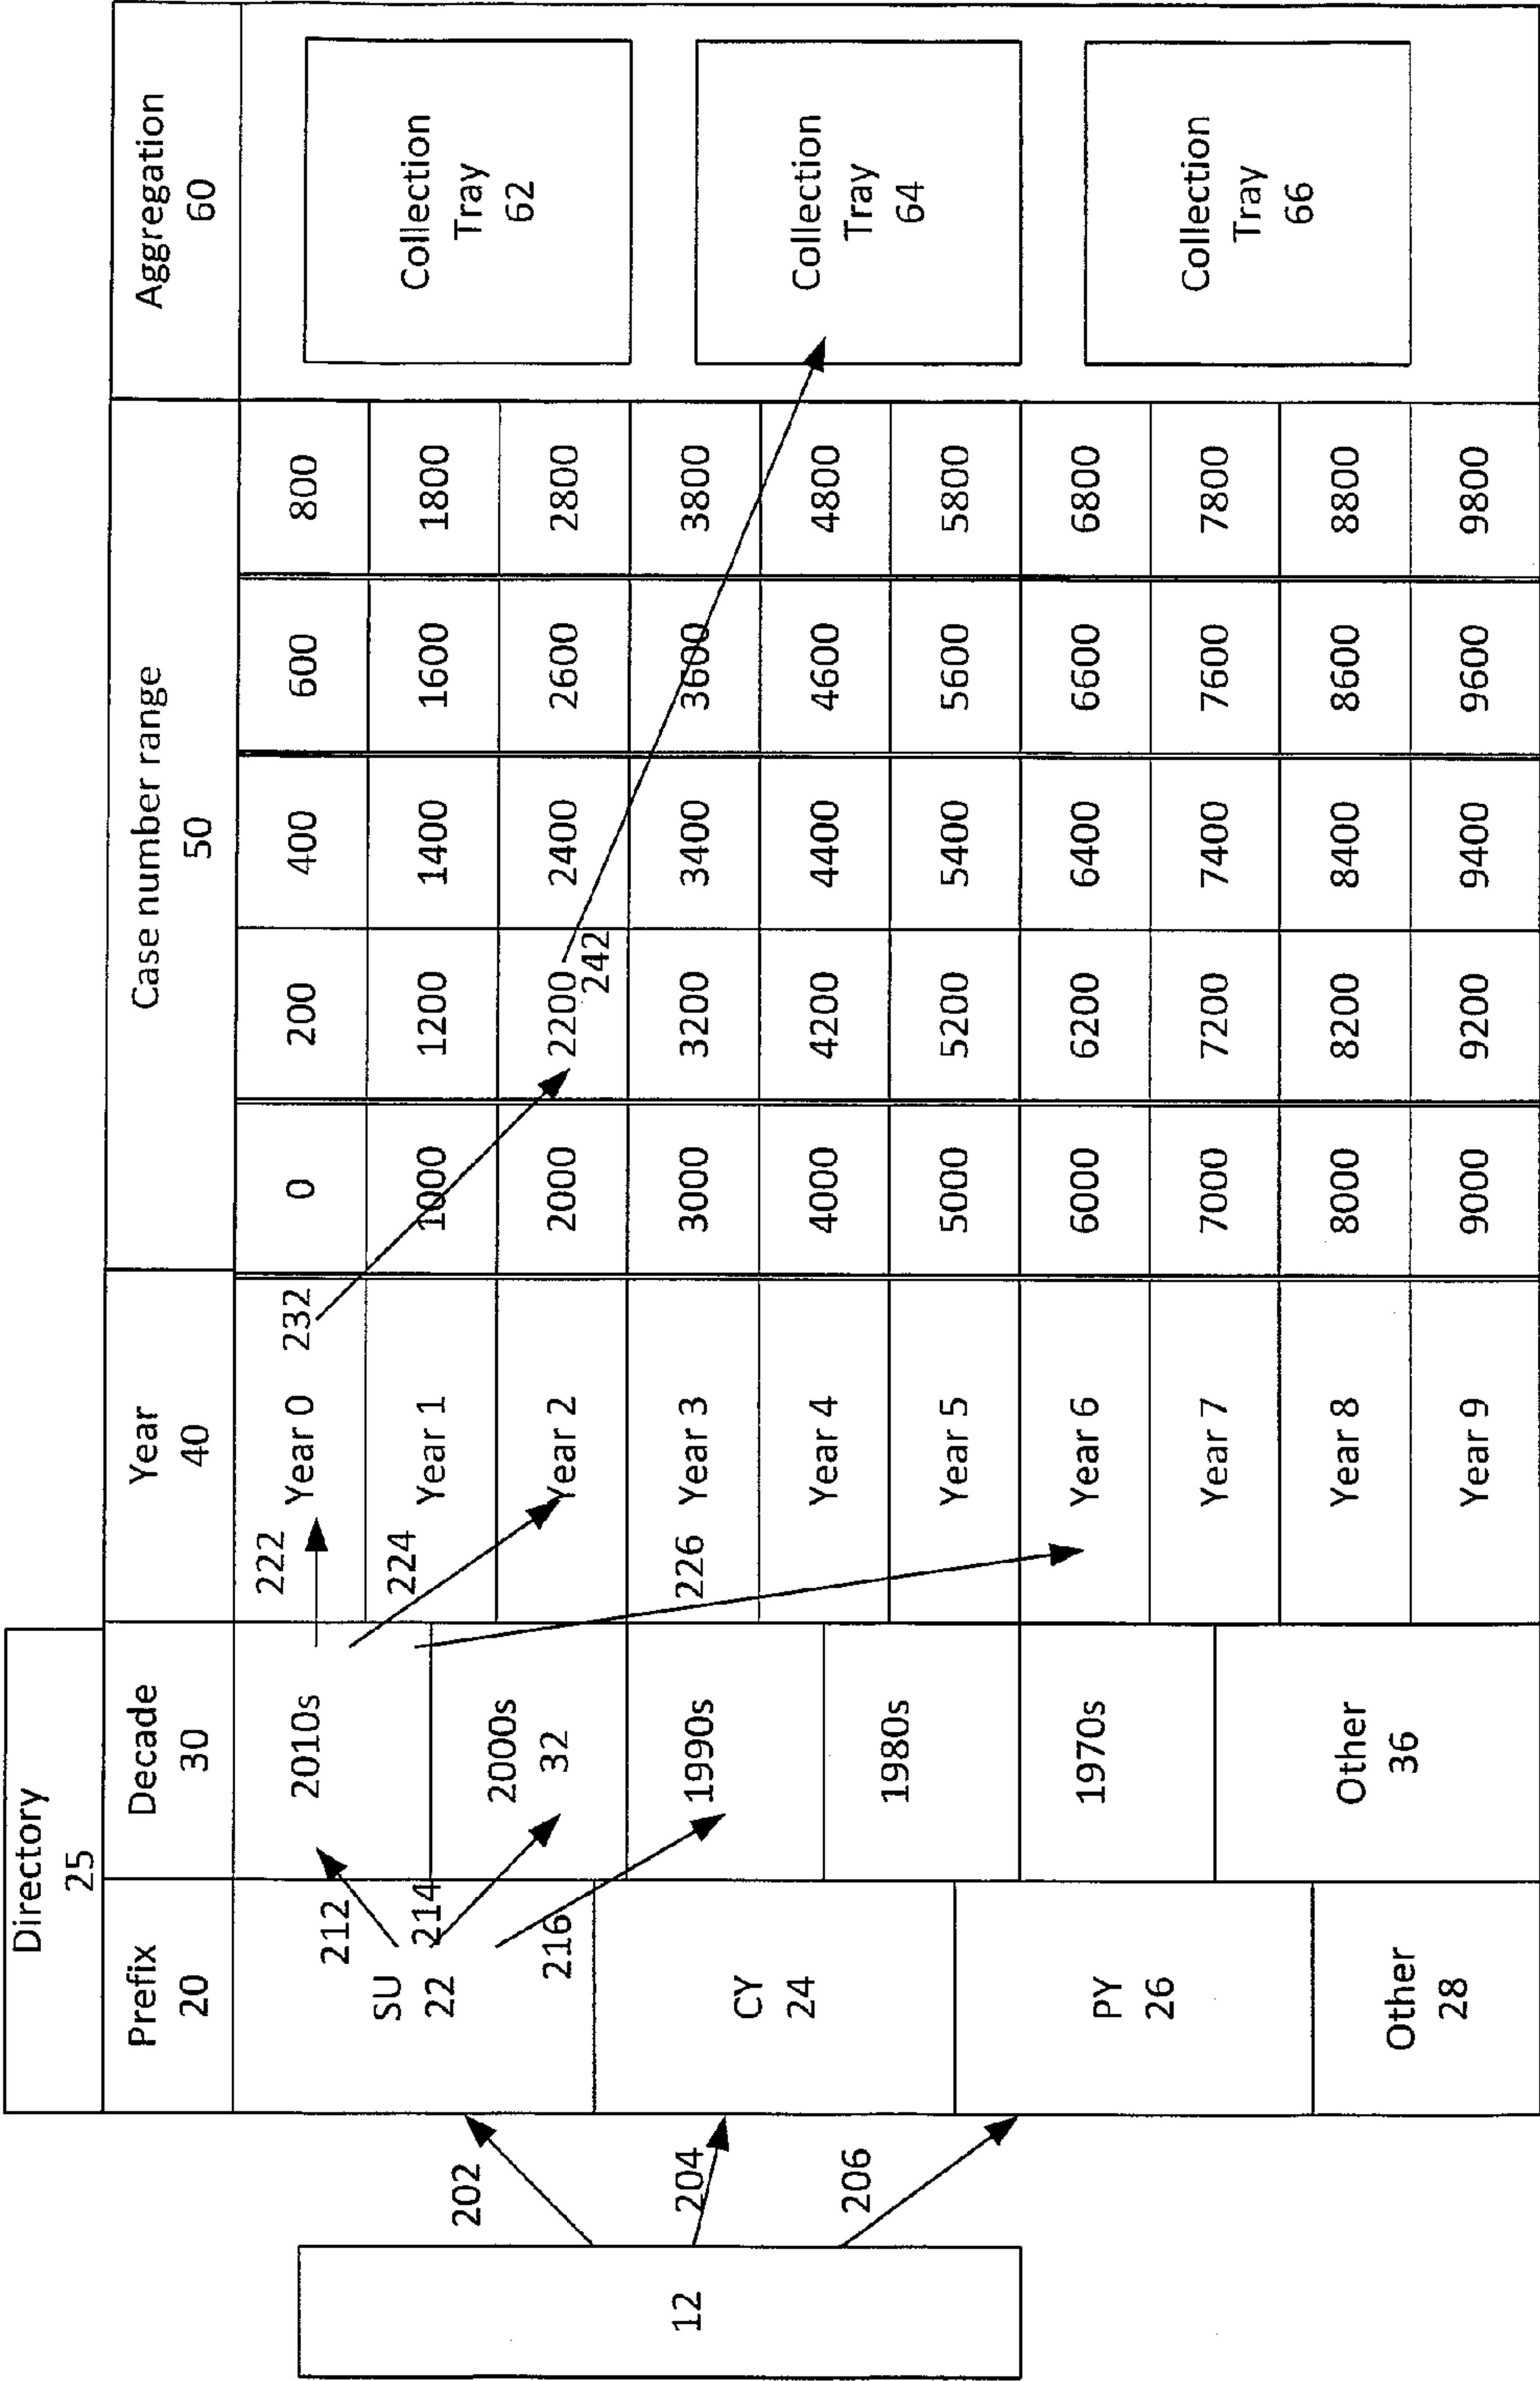 Directory
25
Prefix
20
Decade
30
Year
40
Case number range
50
Aggregation
60
12
202
204
206
SU
22
CY
24
PY
26
Other
28
212
214
216
2010s
2000s
32
1990s
1980s
1970s
Other
36
222
224
226
Year 0
232
Year 1
Year 2
Year 3
Year 4
Year 5
Year 6
Year 7
Year 8
Year 9
0 200 400 600 800
1000 1200 1400 1600 1800
2000 2200 2400 2600 2800
242
3000 3200 3400 3600 3800
4000 4200 4400 4600 4800
5000 5200 5400 5600 5800
6000 6200 6400 6600 6800
7000 7200 7400 7600 7800
8000 8200 8400 8600 8800
9000 9200 9400 9600 9800
Collection
Tray
62
Collection
Tray
64
Collection
Tray
66